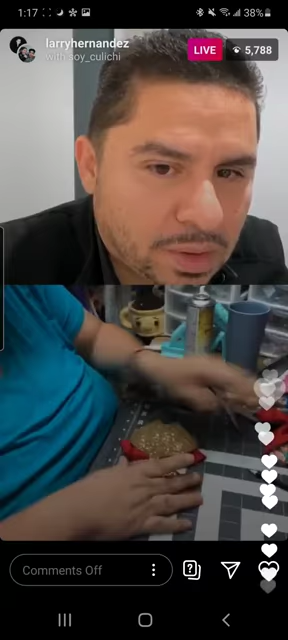 1:17 38%
larryhernandez
with soy_culichi
LIVE 5,788
Comments Off